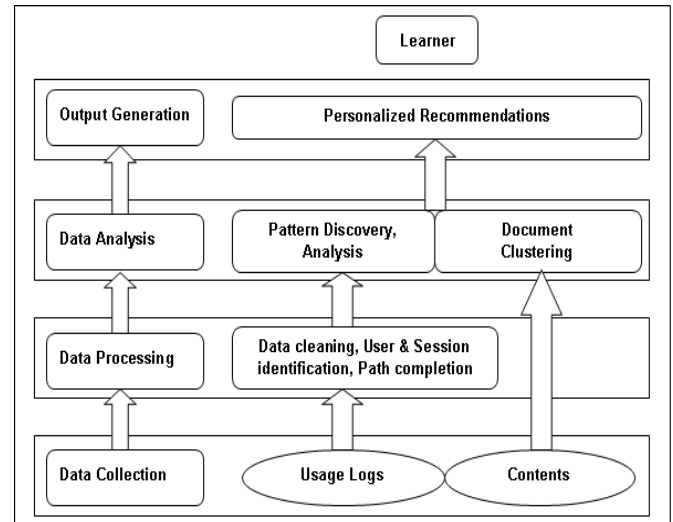 Learner
Output Generation
Personalized Recommendations
Data Analysis
Pattern Discovery,
Analysis
Document
Clustering
Data Processing
Data cleaning, User & Session
identification, Path completion
Data Collection
Usage Logs
Contents